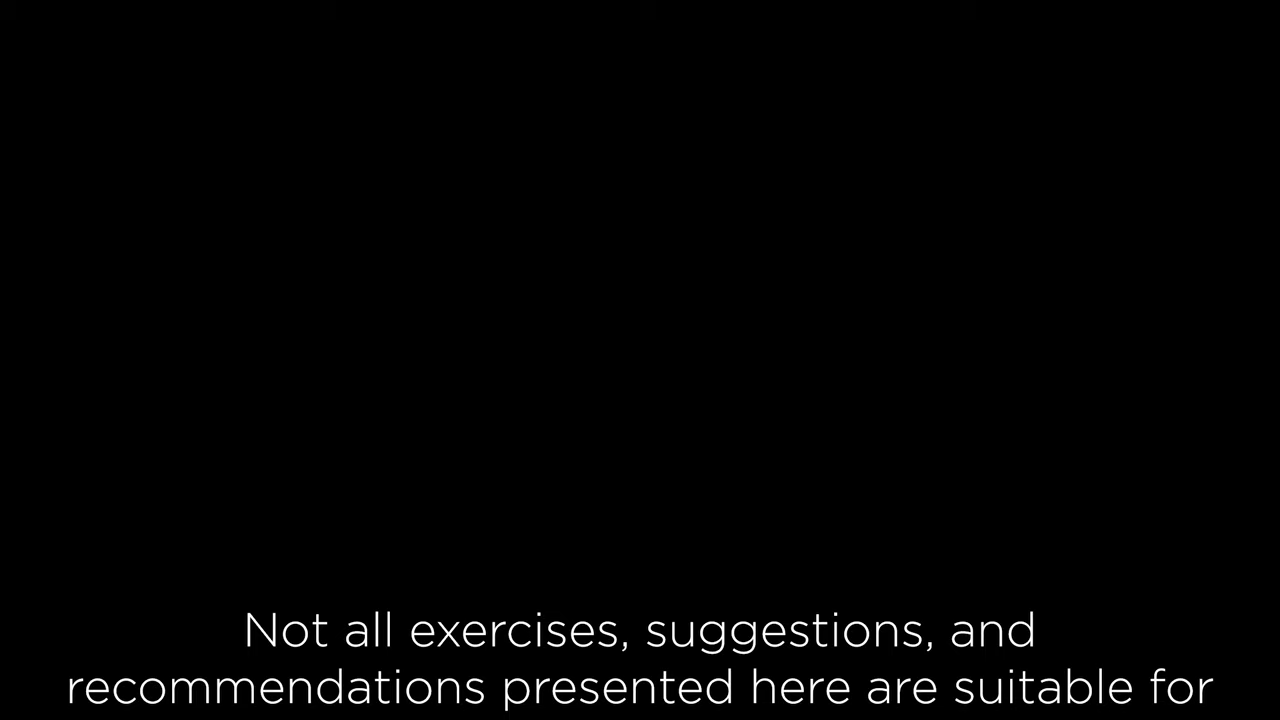 Not all exercises, suggestions, and
recommendations presented here are suitable for